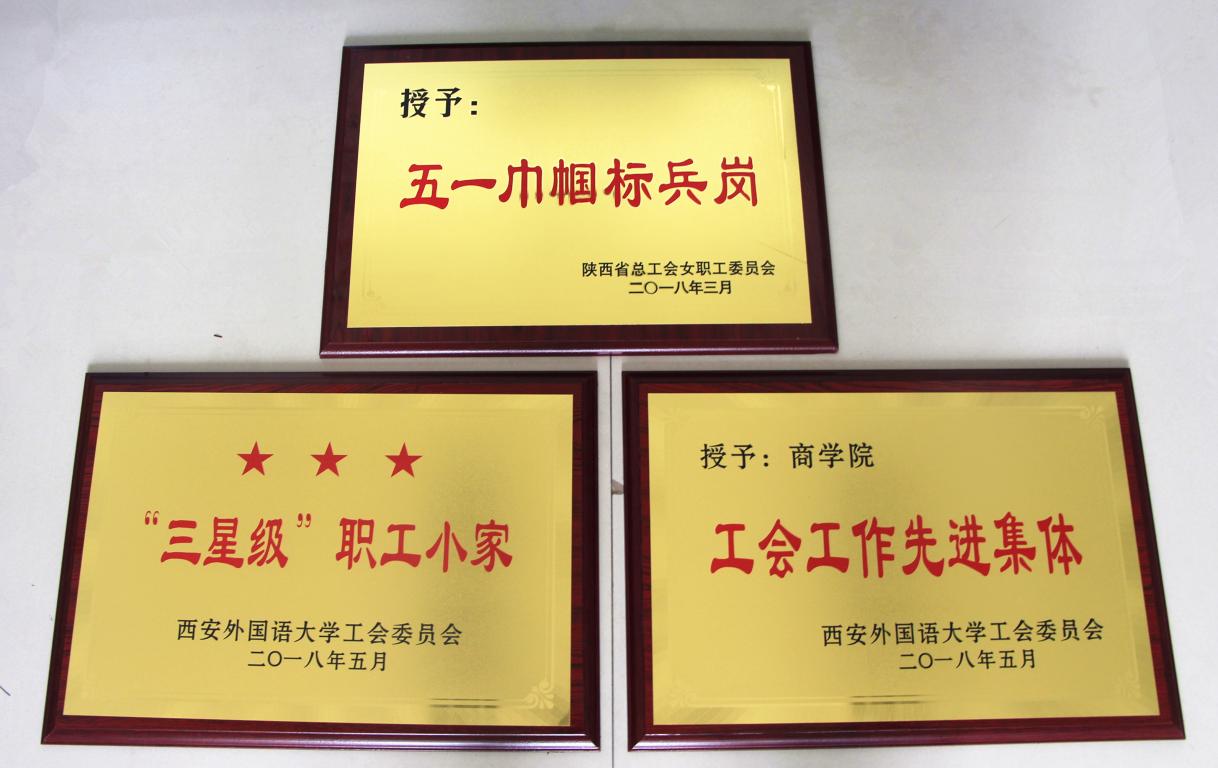 授予：
五一巾帼标兵岗
陕西省总工会女职工委员会
二〇一八年三月
★ ★ ★
“三星级”职工小家
西安外国语大学工会委员会
二〇一八年五月
授予：商学院
工会工作先进集体
西安外国语大学工会委员会
二〇一八年五月